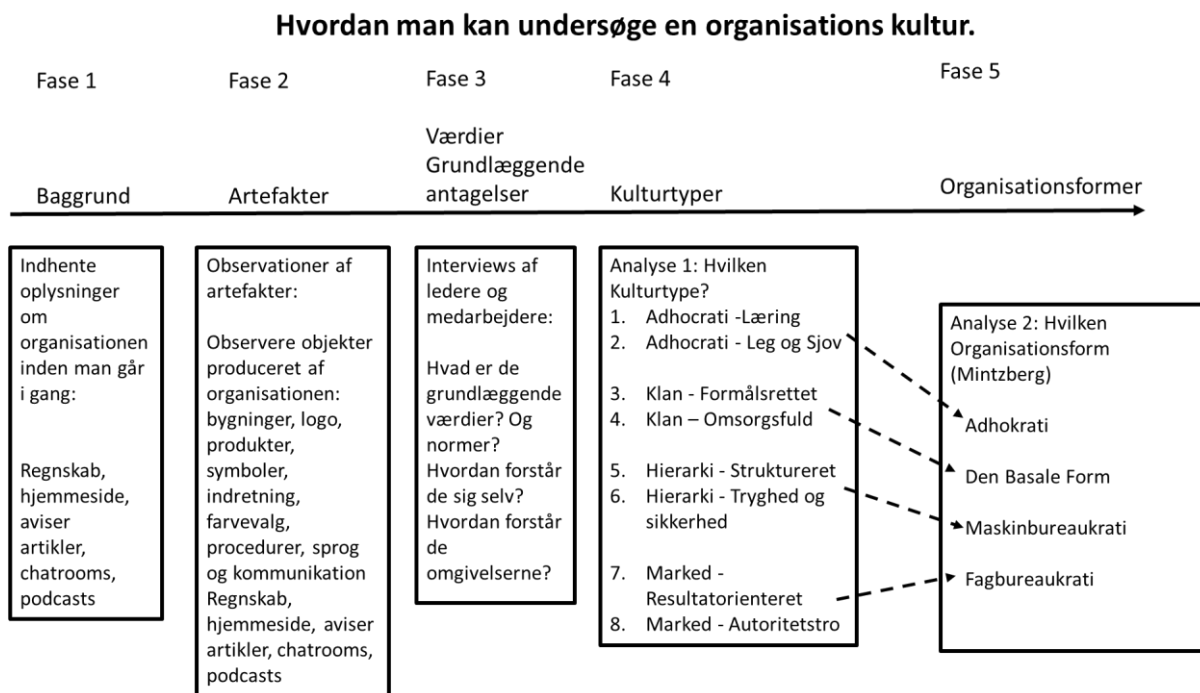 Hvordan man kan undersøge en organisations kultur.
Fase 1
Fase 2
Fase 3
Fase 4
Fase 5
Baggrund
Artefakter
Værdier
Grundlæggende
antagelser
Kulturtyper
Organisationsformer
Indhente
oplysninger
om
organisationen
inden man går
i gang:
Regnskab,
hjemmeside,
aviser
artikler,
chatrooms,
podcasts
Observationer af
artefakter:
Observere objekter
produceret af
organisationen:
bygninger, logo,
produkter,
symboler,
indretning,
farvevalg,
procedurer, sprog
og kommunikation
Regnskab,
hjemmeside, aviser
artikler, chatrooms,
podcasts
Interviews af
ledere og
medarbejdere:
Hvad er de
grundlæggende
værdier? Og
normer?
Hvordan forstår
de sig selv?
Hvordan forstår
de
omgivelserne?
Analyse 1: Hvilken
Kulturtype?
1. Adhocrati -Læring
2. Adhocrati - Leg og Sjov
3. Klan - Formålsrettet
4. Klan – Omsorgsfuld
5. Hierarki - Struktureret
6. Hierarki - Tryghed og
sikkerhed
7. Marked -
Resultatorienteret
8. Marked - Autoritetstro
Analyse 2: Hvilken
Organisationsform
(Mintzberg)
Adhokrati
Den Basale Form
Maskinbureaukrati
Fagbureaukrati